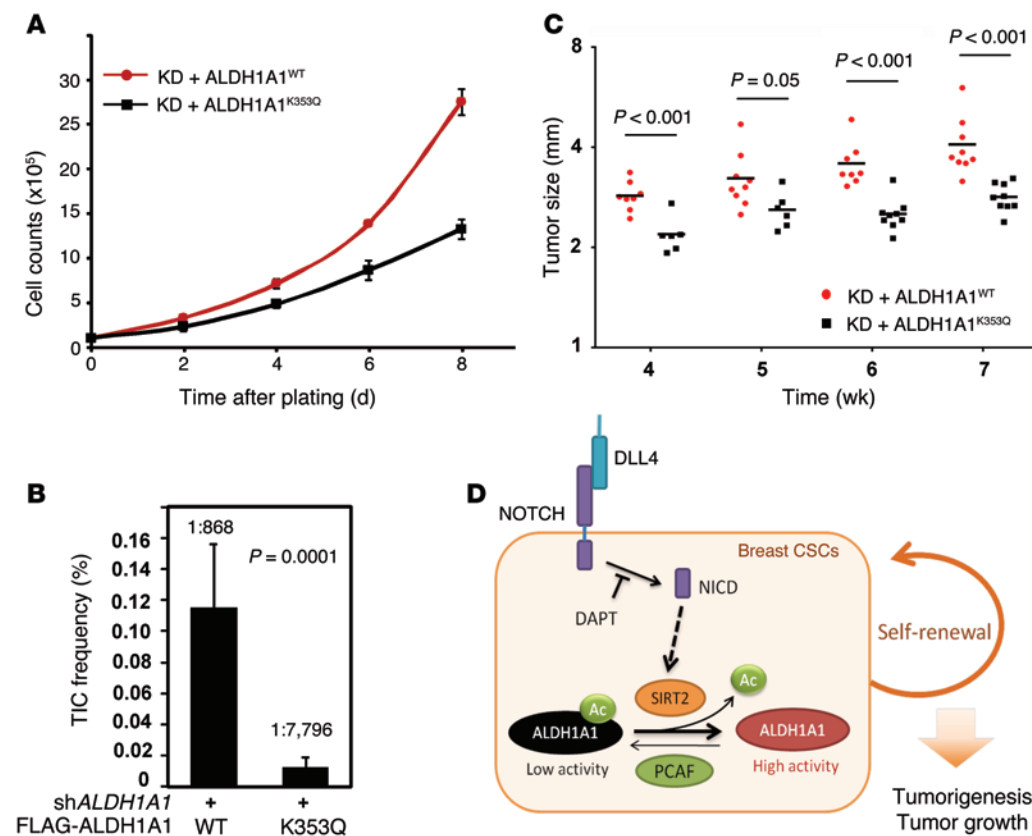 A
KD + ALDH1A1WT
KD + ALDH1A1K353Q
Cell counts (x10⁵)
35
30
25
20
15
10
5
0
0 2 4 6 8
Time after plating (d)
B
TIC frequency (%)
0.16
0.14
0.12
0.10
0.08
0.06
0.04
0.02
0
1:868
P = 0.0001
1:7,796
shALDH1A1 + +
FLAG-ALDH1A1 WT K353Q
C
Tumor size (mm)
8
4
2
1
P < 0.001
P = 0.05
P < 0.001
P < 0.001
KD + ALDH1A1WT
KD + ALDH1A1K353Q
4 5 6 7
Time (wk)
D
DLL4
NOTCH
Breast CSCs
NICD
DAPT
Self-renewal
Ac
SIRT2
Ac
ALDH1A1
ALDH1A1
Low activity
PCAF
High activity
Tumorigenesis
Tumor growth